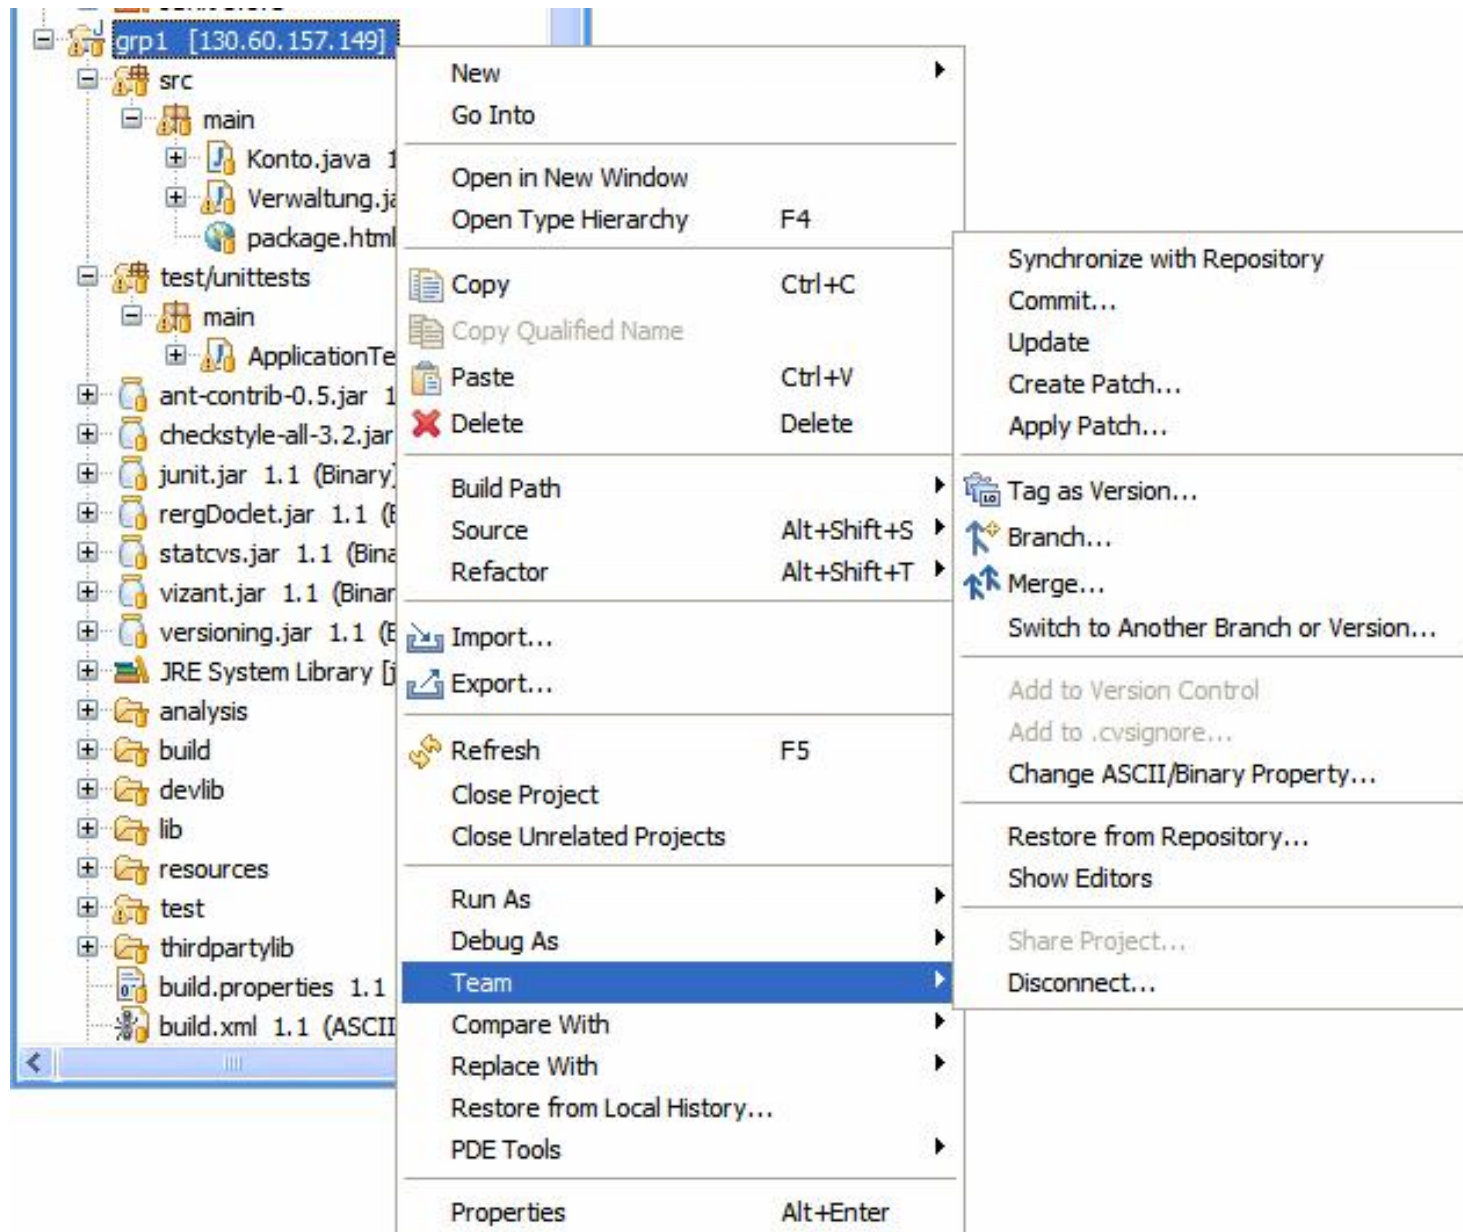 grp1 [130.60.157.149]
src
main
Konto.java
Verwaltung.ja
package.html
test/unittests
main
ApplicationTe
ant-contrib-0.5.jar 1
checkstyle-all-3.2.jar
junit.jar 1.1 (Binary)
rergDoclet.jar 1.1
statcvs.jar 1.1 (Bina
vizant.jar 1.1 (Binar
versioning.jar 1.1
JRE System Library [j
analysis
build
devlib
lib
resources
test
thirdpartylib
build.properties 1.1
build.xml 1.1 (ASCII
New
Go Into
Open in New Window
Open Type Hierarchy F4
Copy Ctrl+C
Copy Qualified Name
Paste Ctrl+V
Delete Delete
Build Path
Source Alt+Shift+S
Refactor Alt+Shift+T
Import...
Export...
Refresh F5
Close Project
Close Unrelated Projects
Run As
Debug As
Team
Compare With
Replace With
Restore from Local History...
PDE Tools
Properties Alt+Enter
Synchronize with Repository
Commit...
Update
Create Patch...
Apply Patch...
Tag as Version...
Branch...
Merge...
Switch to Another Branch or Version...
Add to Version Control
Add to .cvsignore...
Change ASCII/Binary Property...
Restore from Repository...
Show Editors
Share Project...
Disconnect...